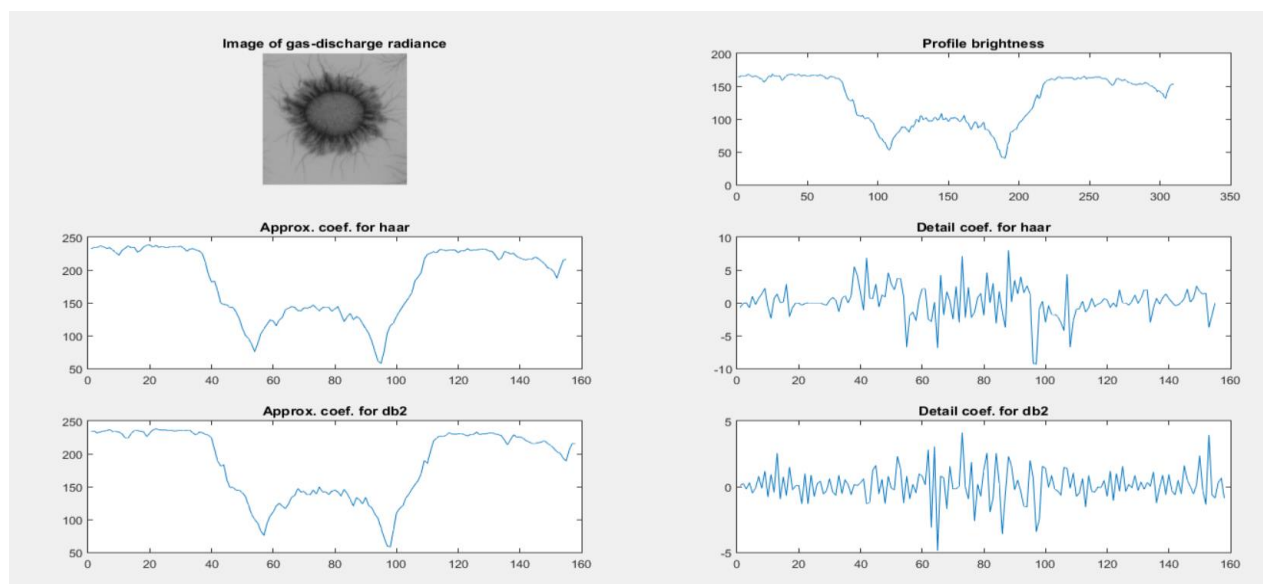 Image of gas-discharge radiance
Profile brightness
200
150
100
50
0
0 50 100 150 200 250 300 350
Approx. coef. for haar
250
200
150
100
50
0 20 40 60 80 100 120 140 160
Detail coef. for haar
10
5
0
-5
-10
0 20 40 60 80 100 120 140 160
Approx. coef. for db2
250
200
150
100
50
0 20 40 60 80 100 120 140 160
Detail coef. for db2
5
0
-5
0 20 40 60 80 100 120 140 160